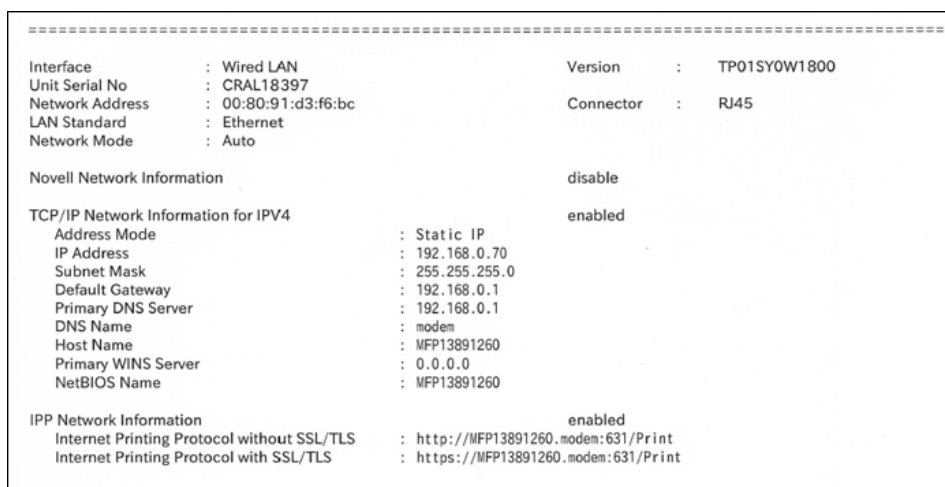 ================================================================================
Interface : Wired LAN Version : TP01SY0W1800
Unit Serial No : CRAL18397
Network Address : 00:80:91:d3:f6:bc Connector : RJ45
LAN Standard : Ethernet
Network Mode : Auto
Novell Network Information disable
TCP/IP Network Information for IPV4 enabled
Address Mode : Static IP
IP Address : 192.168.0.70
Subnet Mask : 255.255.255.0
Default Gateway : 192.168.0.1
Primary DNS Server : 192.168.0.1
DNS Name : modem
Host Name : MFP13891260
Primary WINS Server : 0.0.0.0
NetBIOS Name : MFP13891260
IPP Network Information enabled
Internet Printing Protocol without SSL/TLS : http://MFP13891260.modem:631/Print
Internet Printing Protocol with SSL/TLS : https://MFP13891260.modem:631/Print